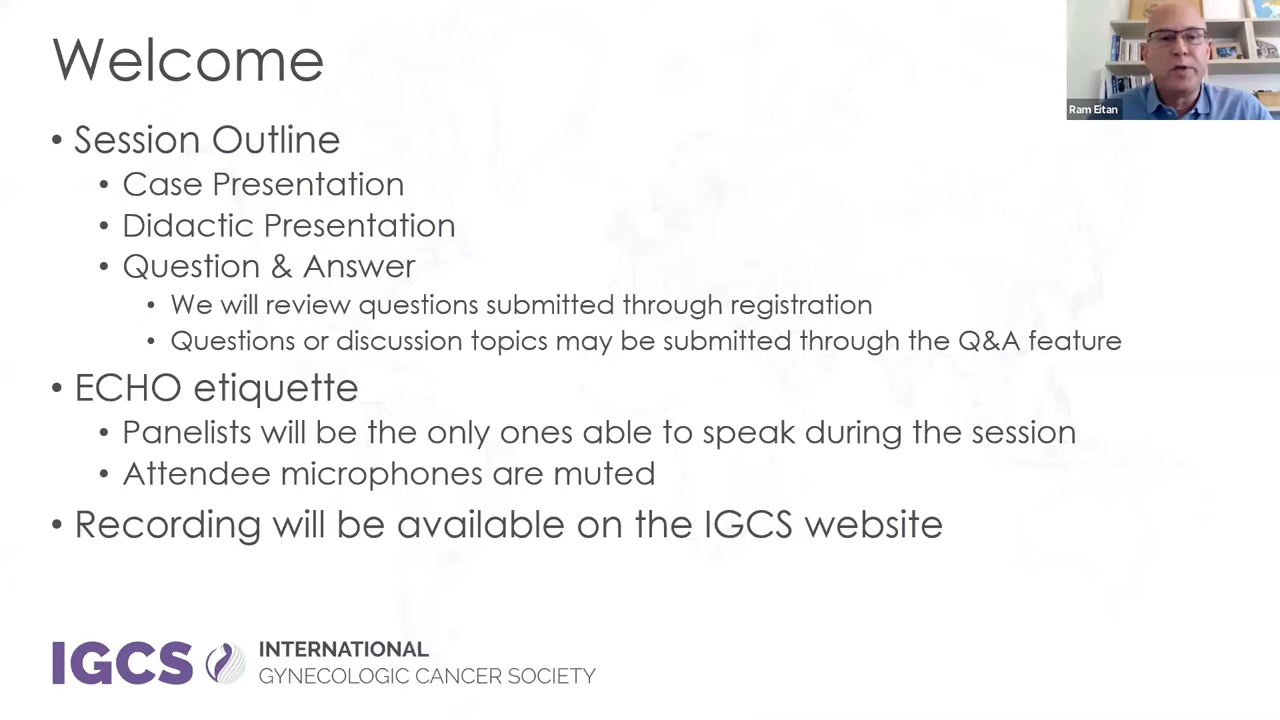 Welcome
• Session Outline
• Case Presentation
• Didactic Presentation
• Question & Answer
• We will review questions submitted through registration
• Questions or discussion topics may be submitted through the Q&A feature
• ECHO etiquette
• Panelists will be the only ones able to speak during the session
• Attendee microphones are muted
• Recording will be available on the IGCS website
Ram Eitan
IGCS
INTERNATIONAL
GYNECOLOGIC CANCER SOCIETY